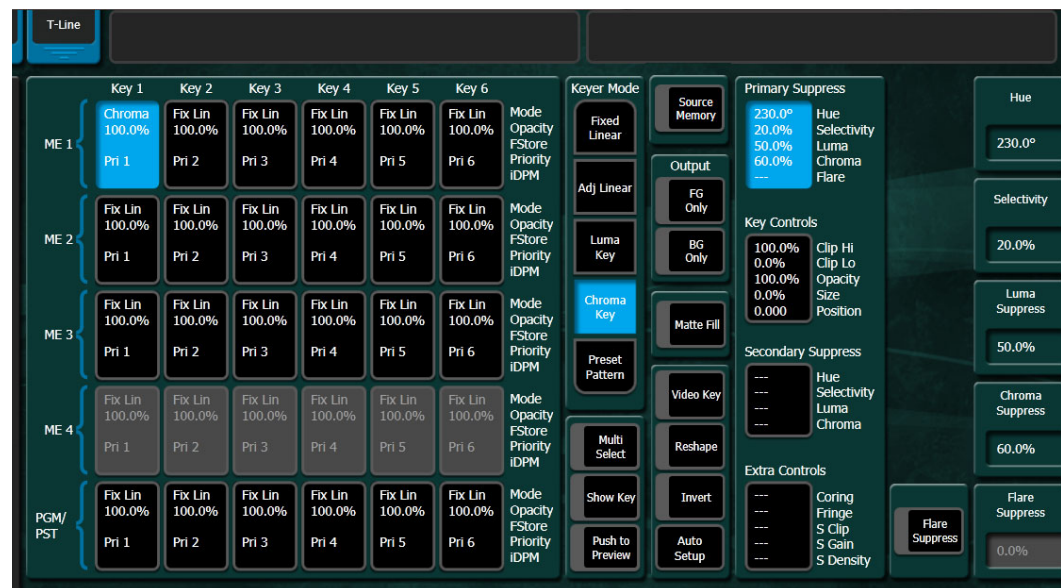 T-Line
Key 1 Key 2 Key 3 Key 4 Key 5 Key 6
ME 1
Chroma Fix Lin Fix Lin Fix Lin Fix Lin Fix Lin Mode
100.0% 100.0% 100.0% 100.0% 100.0% 100.0% Opacity
FStore
Pri 1 Pri 2 Pri 3 Pri 4 Pri 5 Pri 6 Priority
iDPM
ME 2
Fix Lin Fix Lin Fix Lin Fix Lin Fix Lin Fix Lin Mode
100.0% 100.0% 100.0% 100.0% 100.0% 100.0% Opacity
FStore
Pri 1 Pri 2 Pri 3 Pri 4 Pri 5 Pri 6 Priority
iDPM
ME 3
Fix Lin Fix Lin Fix Lin Fix Lin Fix Lin Fix Lin Mode
100.0% 100.0% 100.0% 100.0% 100.0% 100.0% Opacity
FStore
Pri 1 Pri 2 Pri 3 Pri 4 Pri 5 Pri 6 Priority
iDPM
ME 4
Fix Lin Fix Lin Fix Lin Fix Lin Fix Lin Fix Lin Mode
100.0% 100.0% 100.0% 100.0% 100.0% 100.0% Opacity
FStore
Pri 1 Pri 2 Pri 3 Pri 4 Pri 5 Pri 6 Priority
iDPM
PGM/
PST
Fix Lin Fix Lin Fix Lin Fix Lin Fix Lin Fix Lin Mode
100.0% 100.0% 100.0% 100.0% 100.0% 100.0% Opacity
FStore
Pri 1 Pri 2 Pri 3 Pri 4 Pri 5 Pri 6 Priority
iDPM
Keyer Mode
Fixed
Linear
Adj Linear
Luma
Key
Chroma
Key
Preset
Pattern
Multi
Select
Show Key
Push to
Preview
Source
Memory
Output
FG
Only
BG
Only
Matte Fill
Video Key
Reshape
Invert
Auto
Setup
Primary Suppress
230.0° Hue
20.0% Selectivity
50.0% Luma
60.0% Chroma
--- Flare
Key Controls
100.0% Clip Hi
0.0% Clip Lo
100.0% Opacity
0.0% Size
0.000 Position
Secondary Suppress
--- Hue
--- Selectivity
--- Luma
--- Chroma
Extra Controls
--- Coring
--- Fringe
--- S Clip
--- S Gain
--- S Density
Flare
Suppress
Hue
230.0°
Selectivity
20.0%
Luma
Suppress
50.0%
Chroma
Suppress
60.0%
Flare
Suppress
0.0%